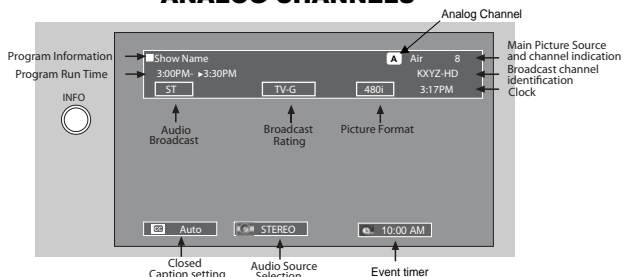 ANALOG CHANNELS
Analog Channel
Program Information
Show Name
A Air 8
Main Picture Source
and channel indication
Program Run Time
3:00PM- ▸3:30PM
KXYZ-HD
Broadcast channel
identification
ST
TV-G
480i
3:17PM
Clock
INFO
Audio
Broadcast
Broadcast
Rating
Picture Format
CC Auto
STEREO
10:00 AM
Closed
Caption setting
Audio Source
Selection
Event timer